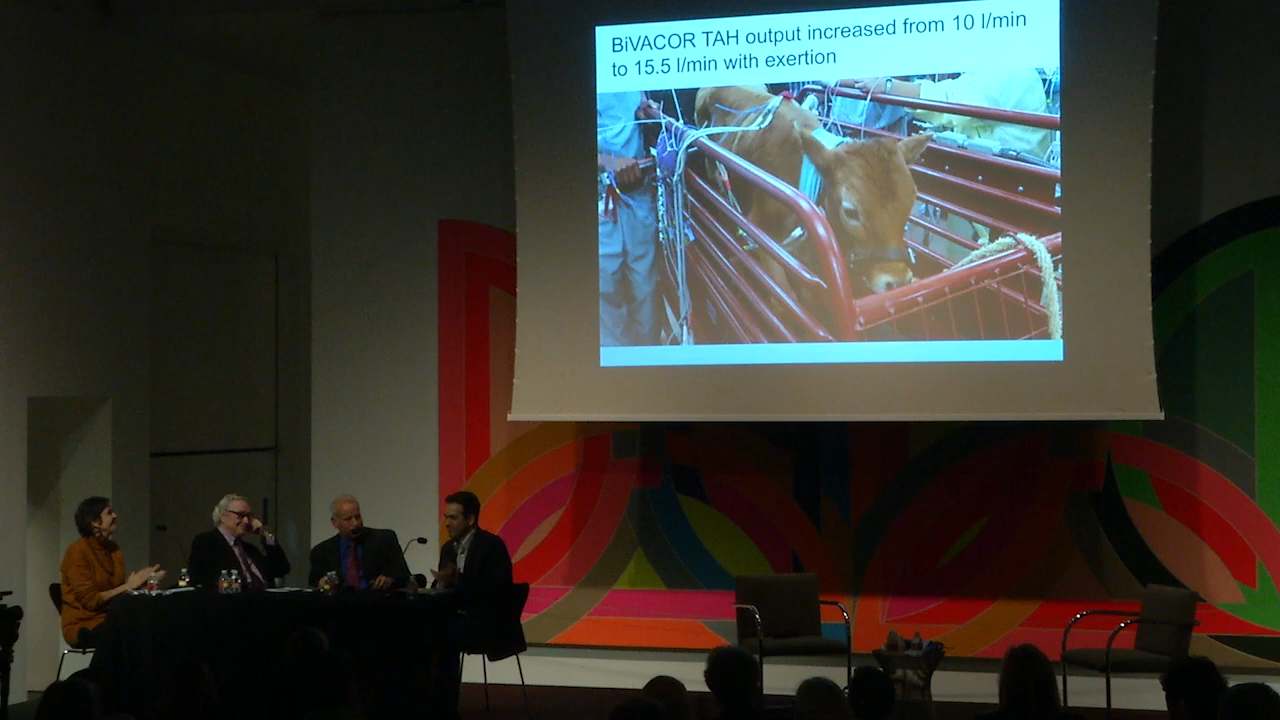 BiVACOR TAH output increased from 10 l/min
to 15.5 l/min with exertion